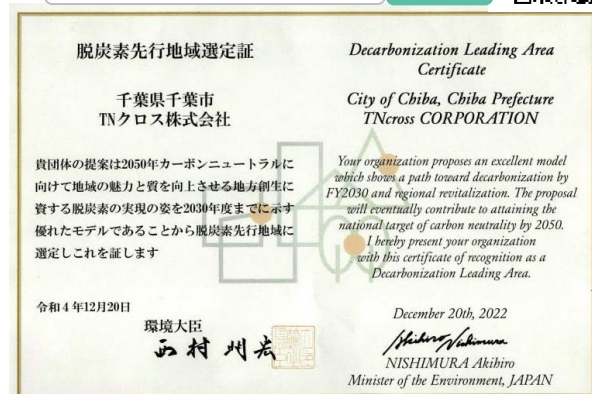 脱炭素先行地域選定証
千葉県千葉市
TNクロス株式会社
貴団体の提案は2050年カーボンニュートラルに
向けて地域の魅力と質を向上させる地方創生に
資する脱炭素の実現の姿を2030年度までに示す
優れたモデルであることから脱炭素先行地域に
選定しこれを証します
令和4年12月20日
環境大臣
西村明宏
Decarbonization Leading Area
Certificate
City of Chiba, Chiba Prefecture
TNcross CORPORATION
Your organization proposes an excellent model
which shows a path toward decarbonization by
FY2030 and regional revitalization. The proposal
will eventually contribute to attaining the
national target of carbon neutrality by 2050.
I hereby present your organization
with this certificate of recognition as a
Decarbonization Leading Area.
December 20th, 2022
Akihiro Nishimura
NISHIMURA Akihiro
Minister of the Environment, JAPAN